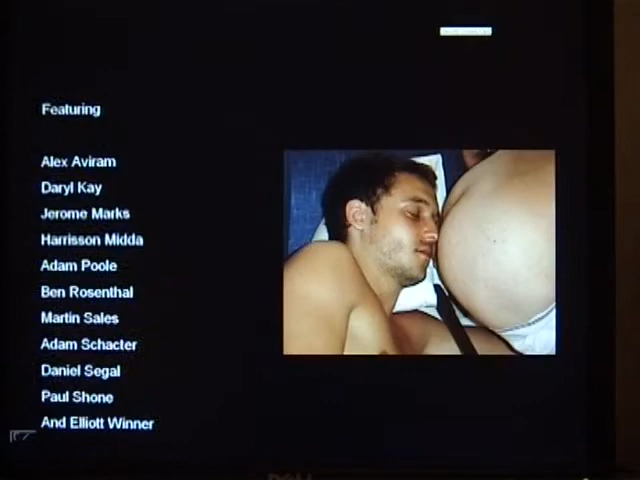 Featuring
Alex Aviram
Daryl Kay
Jerome Marks
Harrisson Midda
Adam Poole
Ben Rosenthal
Martin Sales
Adam Schacter
Daniel Segal
Paul Shone
And Elliott Winner
DELL